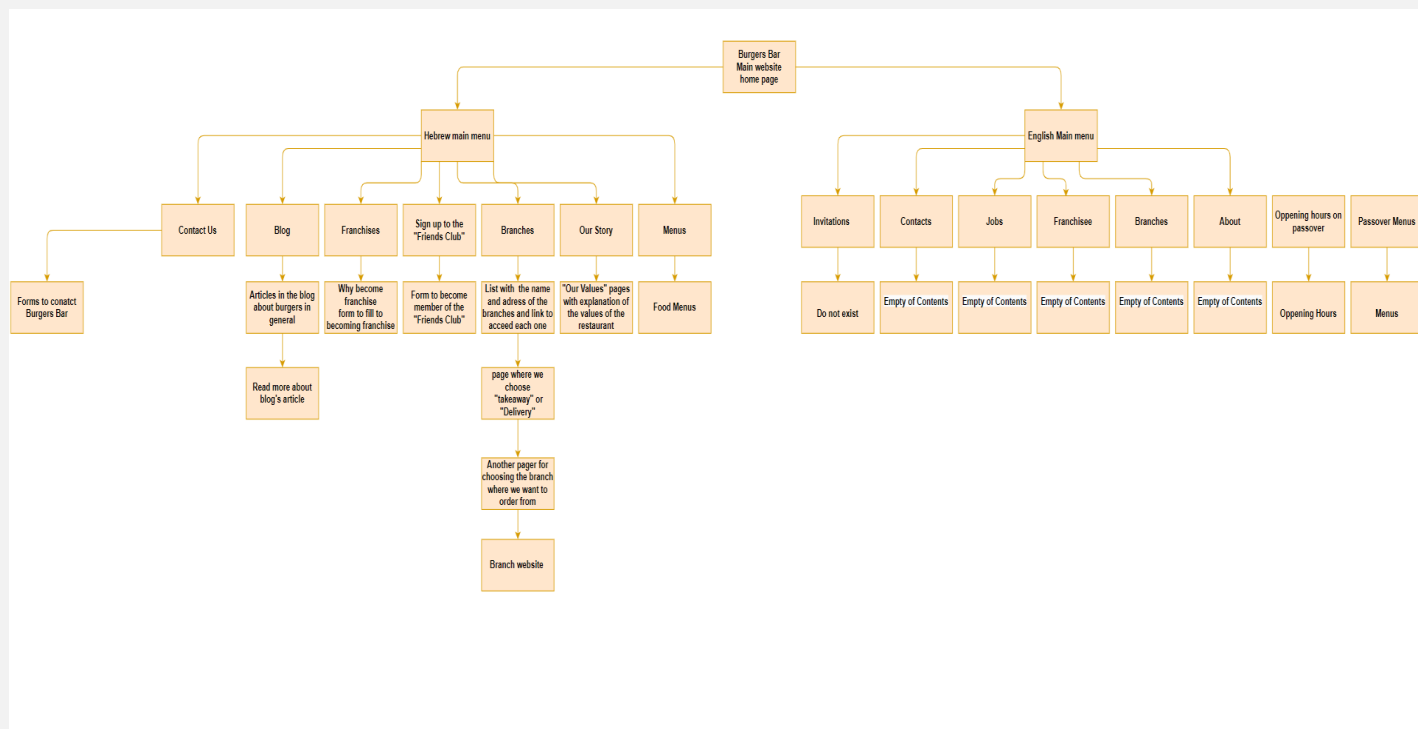 Burgers Bar
Main website
home page
Hebrew main menu
English Main menu
Contact Us
Blog
Franchises
Sign up to the
"Friends Club"
Branches
Our Story
Menus
Invitations
Contacts
Jobs
Franchisee
Branches
About
Oppening hours on
passover
Passover Menus
Forms to conatct
Burgers Bar
Articles in the blog
about burgers in
general
Why become
franchise
form to fill to
becoming franchise
Form to become
member of the
"Friends Club"
List with the name
and adress of the
branches and link to
acceed each one
"Our Values" pages
with explanation of
the values of the
restaurant
Food Menus
Do not exist
Empty of Contents
Empty of Contents
Empty of Contents
Empty of Contents
Empty of Contents
Oppening Hours
Menus
Read more about
blog's article
page where we
choose
"takeaway" or
"Delivery"
Another pager for
choosing the branch
where we want to
order from
Branch website